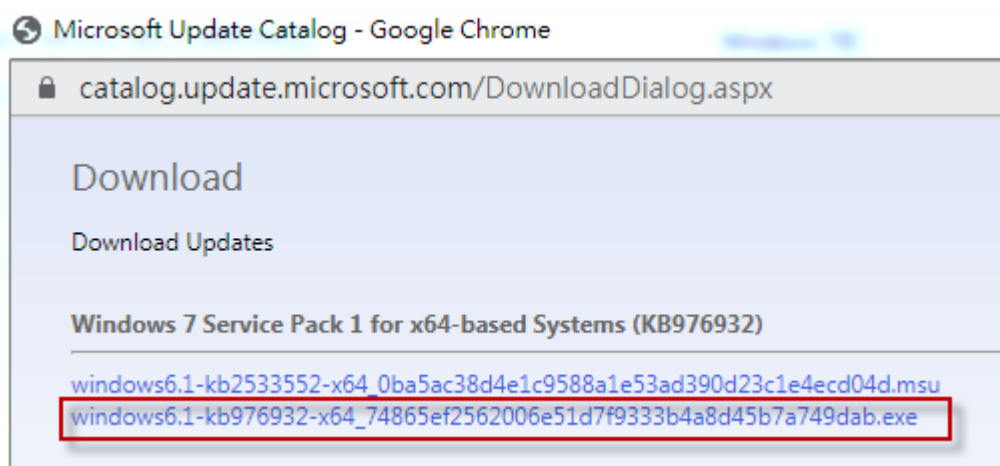 Microsoft Update Catalog - Google Chrome
catalog.update.microsoft.com/DownloadDialog.aspx
Download
Download Updates
Windows 7 Service Pack 1 for x64-based Systems (KB976932)
windows6.1-kb2533552-x64_0ba5ac38d4e1c9588a1e53ad390d23c1e4ecd04d.msu
windows6.1-kb976932-x64_74865ef2562006e51d7f9333b4a8d45b7a749dab.exe